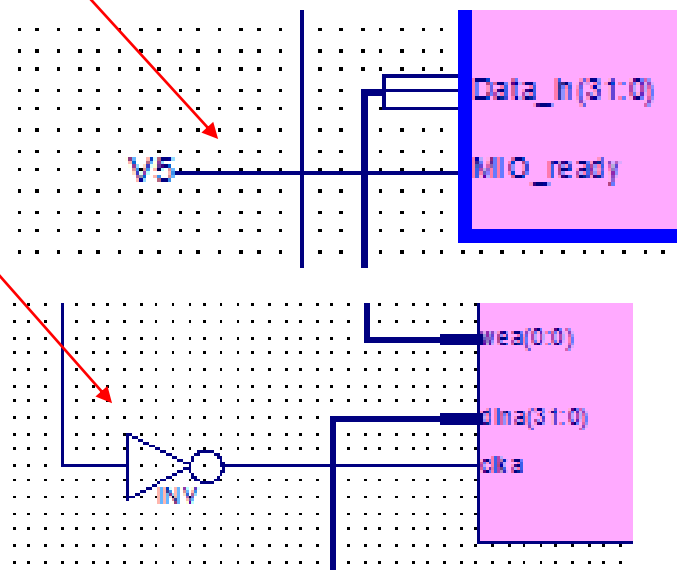 Data_in(31:0)
V5
MIO_ready
wea(0:0)
dina(31:0)
clka
INV